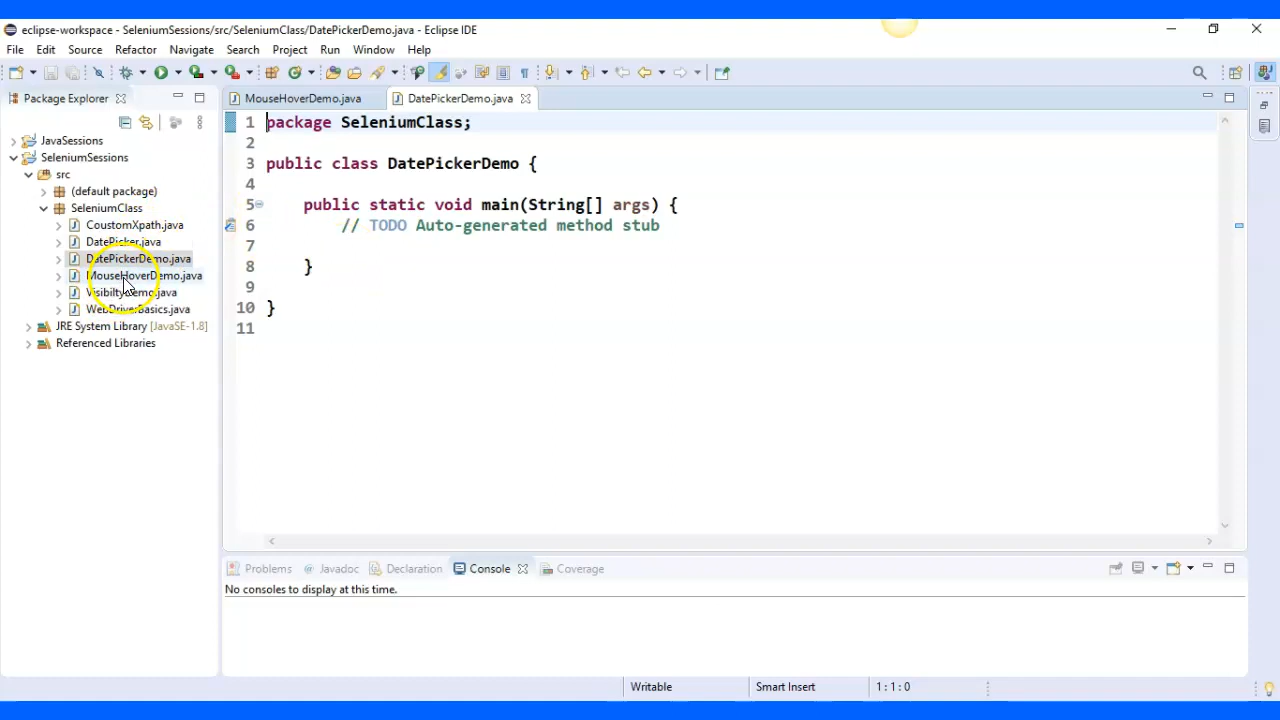 eclipse-workspace - SeleniumSessions/src/SeleniumClass/DatePickerDemo.java - Eclipse IDE
File Edit Source Refactor Navigate Search Project Run Window Help
Package Explorer
MouseHoverDemo.java DatePickerDemo.java
JavaSessions
SeleniumSessions
src
(default package)
SeleniumClass
CoustomXpath.java
DatePicker.java
DatePickerDemo.java
MouseHoverDemo.java
VisibiltyDemo.java
WebDriverBasics.java
JRE System Library [JavaSE-1.8]
Referenced Libraries
1 package SeleniumClass;
2
3 public class DatePickerDemo {
4
5 public static void main(String[] args) {
6 // TODO Auto-generated method stub
7
8 }
9
10 }
11
Problems Javadoc Declaration Console Coverage
No consoles to display at this time.
Writable Smart Insert 1 : 1 : 0